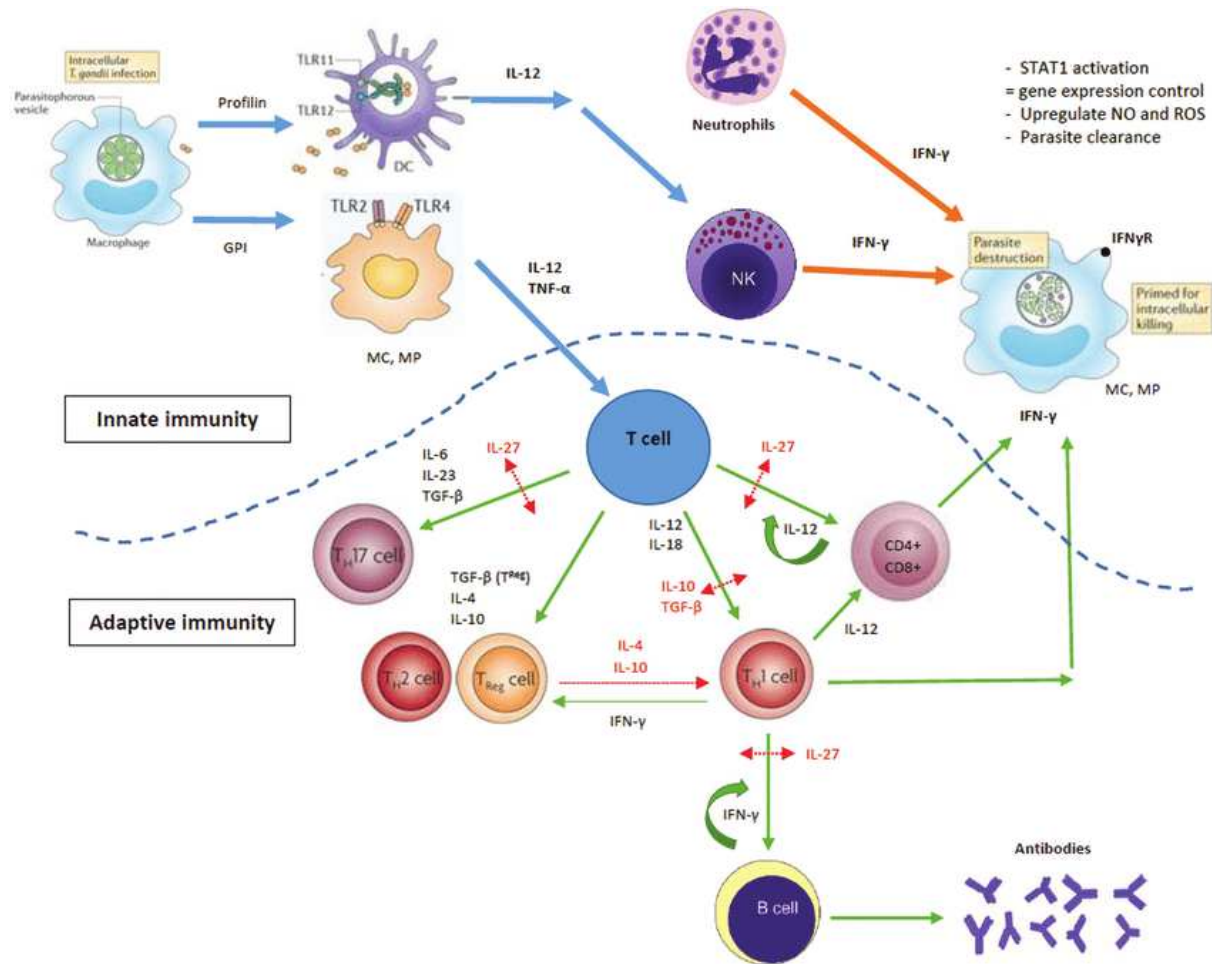 Intracellular
T. gondii infection
Parasitophorous
vesicle
Macrophage
Profilin
GPI
TLR11
TLR12
DC
TLR2
TLR4
MC, MP
IL-12
IL-12
TNF-α
Neutrophils
NK
IFN-γ
IFN-γ
- STAT1 activation
= gene expression control
- Upregulate NO and ROS
- Parasite clearance
Parasite
destruction
IFNγR
Primed for
intracellular
killing
MC, MP
IFN-γ
Innate immunity
Adaptive immunity
T cell
IL-6
IL-23
TGF-β
IL-27
IL-27
TH17 cell
IL-12
IL-18
IL-12
CD4+
CD8+
TGF-β (TReg)
IL-4
IL-10
IL-10
TGF-β
IL-12
TH2 cell
TReg cell
IL-4
IL-10
IFN-γ
TH1 cell
IL-27
IFN-γ
B cell
Antibodies